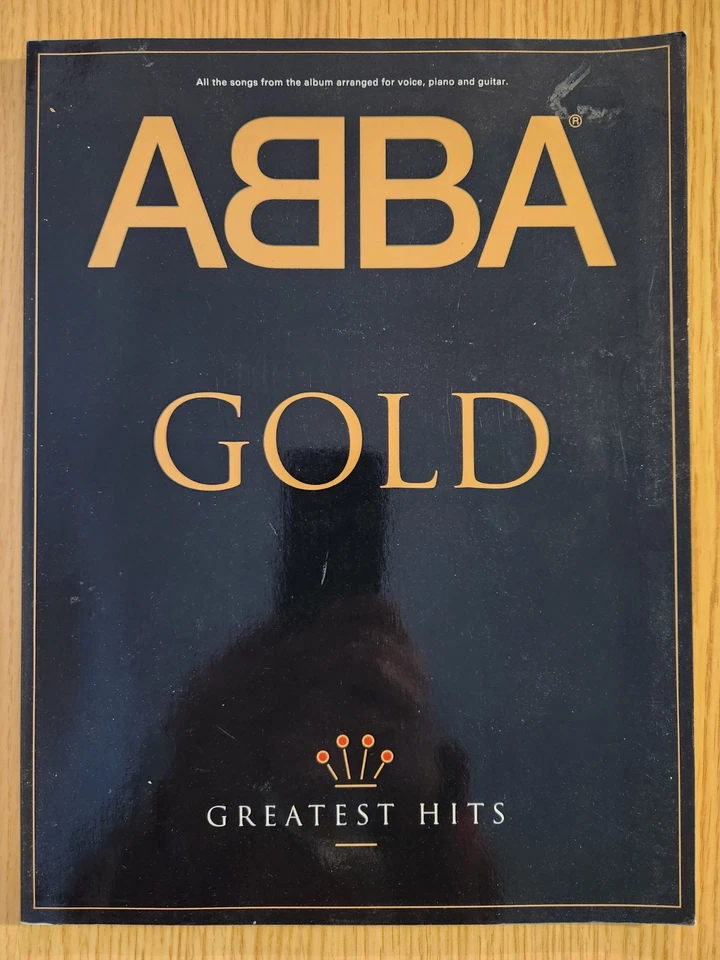 All the songs from the album arranged for voice, piano and guitar.
ABBA®
GOLD
GREATEST HITS